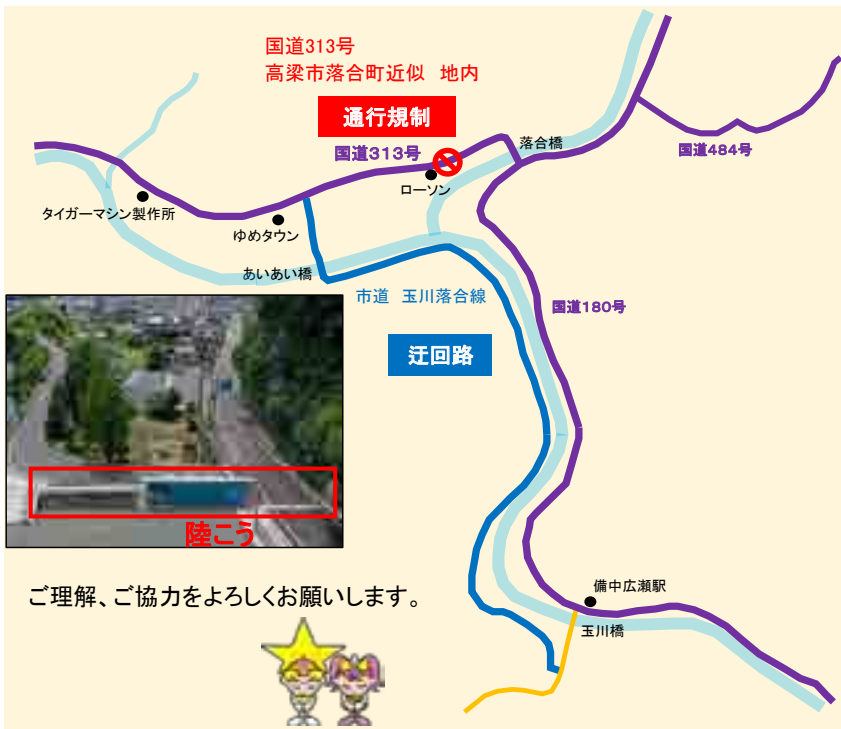 国道313号
高梁市落合町近似 地内
通行規制
国道313号
落合橋
国道484号
ローソン
タイガーマシン製作所
ゆめタウン
あいあい橋
市道 玉川落合線
国道180号
迂回路
陸こう
備中広瀬駅
ご理解、ご協力をよろしくお願いします。
玉川橋